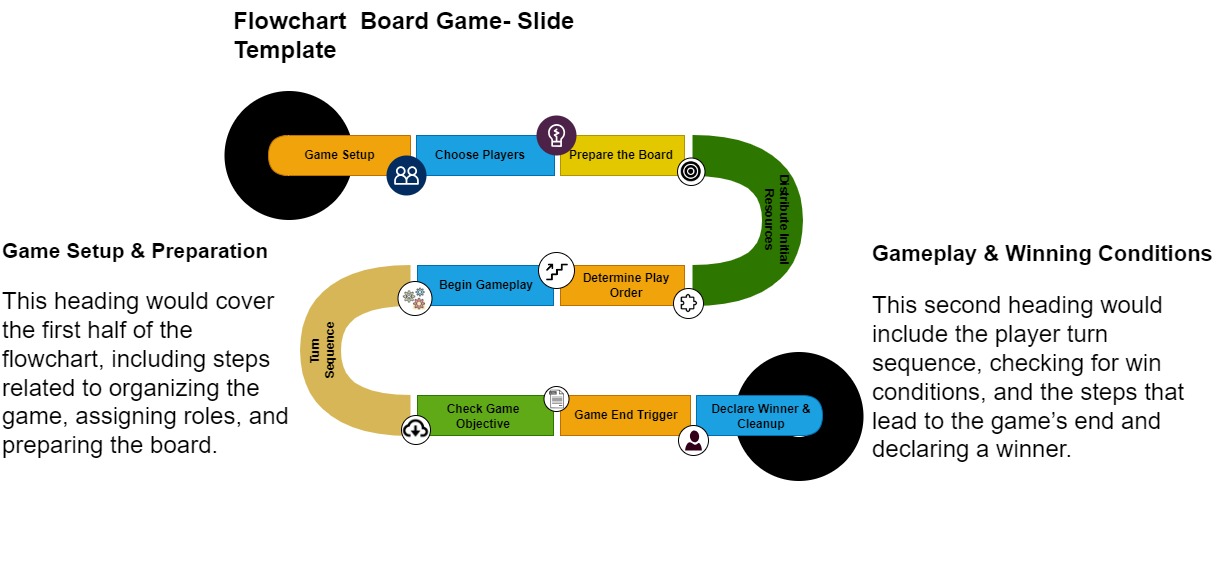 Flowchart  Board Game- Slide
Template
Game Setup
Choose Players
Prepare the Board
Distribute Initial
Resources
Determine Play
Order
Begin Gameplay
Turn
Sequence
Check Game
Objective
Game End Trigger
Declare Winner &
Cleanup
Game Setup & Preparation
This heading would cover
the first half of the
flowchart, including steps
related to organizing the
game, assigning roles, and
preparing the board.
Gameplay & Winning Conditions
This second heading would
include the player turn
sequence, checking for win
conditions, and the steps that
lead to the game’s end and
declaring a winner.